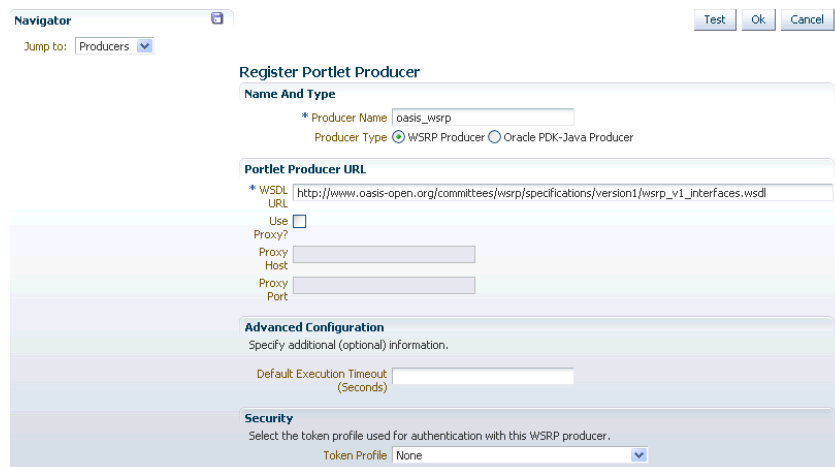 Navigator
Test Ok Cancel
Jump to: Producers
Register Portlet Producer
Name And Type
* Producer Name oasis_wsrp
Producer Type WSRP Producer Oracle PDK-Java Producer
Portlet Producer URL
* WSDL URL http://www.oasis-open.org/committees/wsrp/specifications/version1/wsrp_v1_interfaces.wsdl
Use
Proxy?
Proxy
Host
Proxy
Port
Advanced Configuration
Specify additional (optional) information.
Default Execution Timeout
(Seconds)
Security
Select the token profile used for authentication with this WSRP producer.
Token Profile None